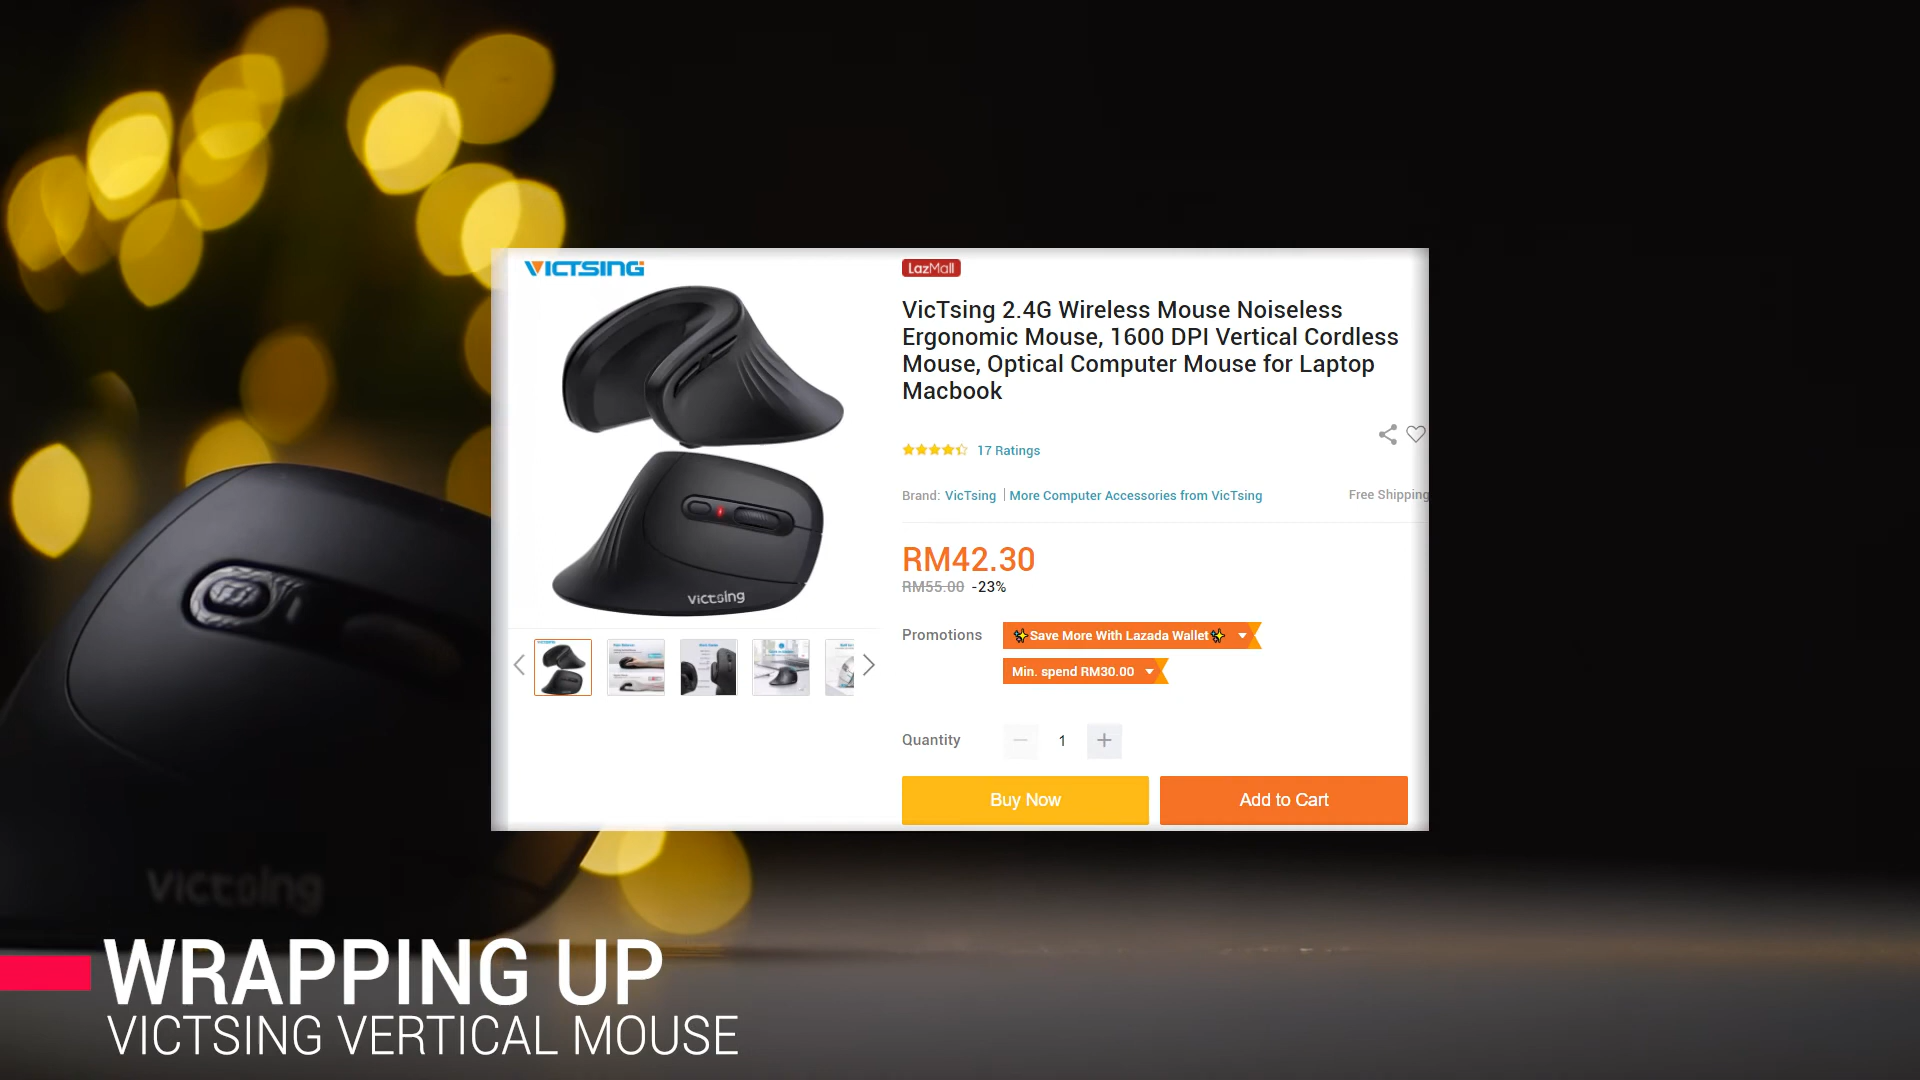 VICTSING
LazMall
VicTsing 2.4G Wireless Mouse Noiseless
Ergonomic Mouse, 1600 DPI Vertical Cordless
Mouse, Optical Computer Mouse for Laptop
Macbook
17 Ratings
Brand: VicTsing | More Computer Accessories from VicTsing
Free Shipping
RM42.30
RM55.00 -23%
Promotions
✨Save More With Lazada Wallet✨
Min. spend RM30.00
Quantity
1
Buy Now
Add to Cart
victsing
victsing
WRAPPING UP
VICTSING VERTICAL MOUSE